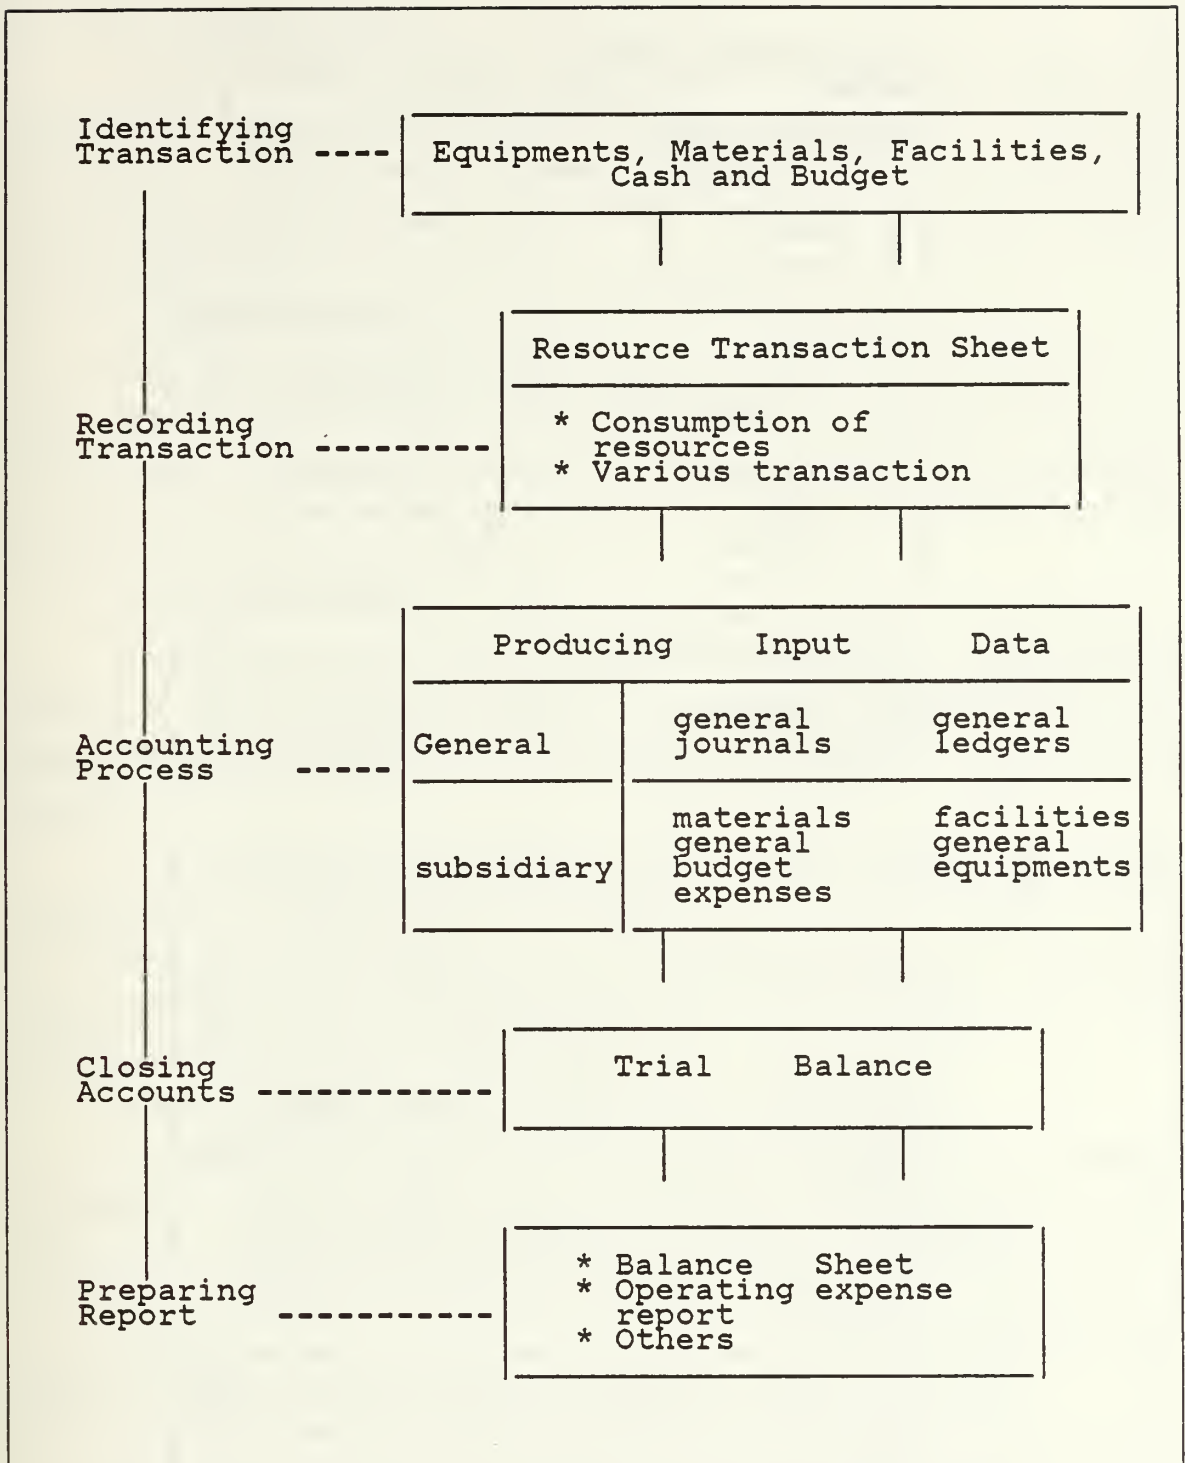 Identifying
Transaction ----
Equipments, Materials, Facilities,
Cash and Budget
Resource Transaction Sheet
Recording
Transaction ---------
* Consumption of
resources
* Various transaction
Producing Input Data
Accounting
Process -----
General
general
journals
general
ledgers
subsidiary
materials
general
budget
expenses
facilities
general
equipments
Closing
Accounts ------------
Trial Balance
Preparing
Report -----------
* Balance Sheet
* Operating expense
report
* Others